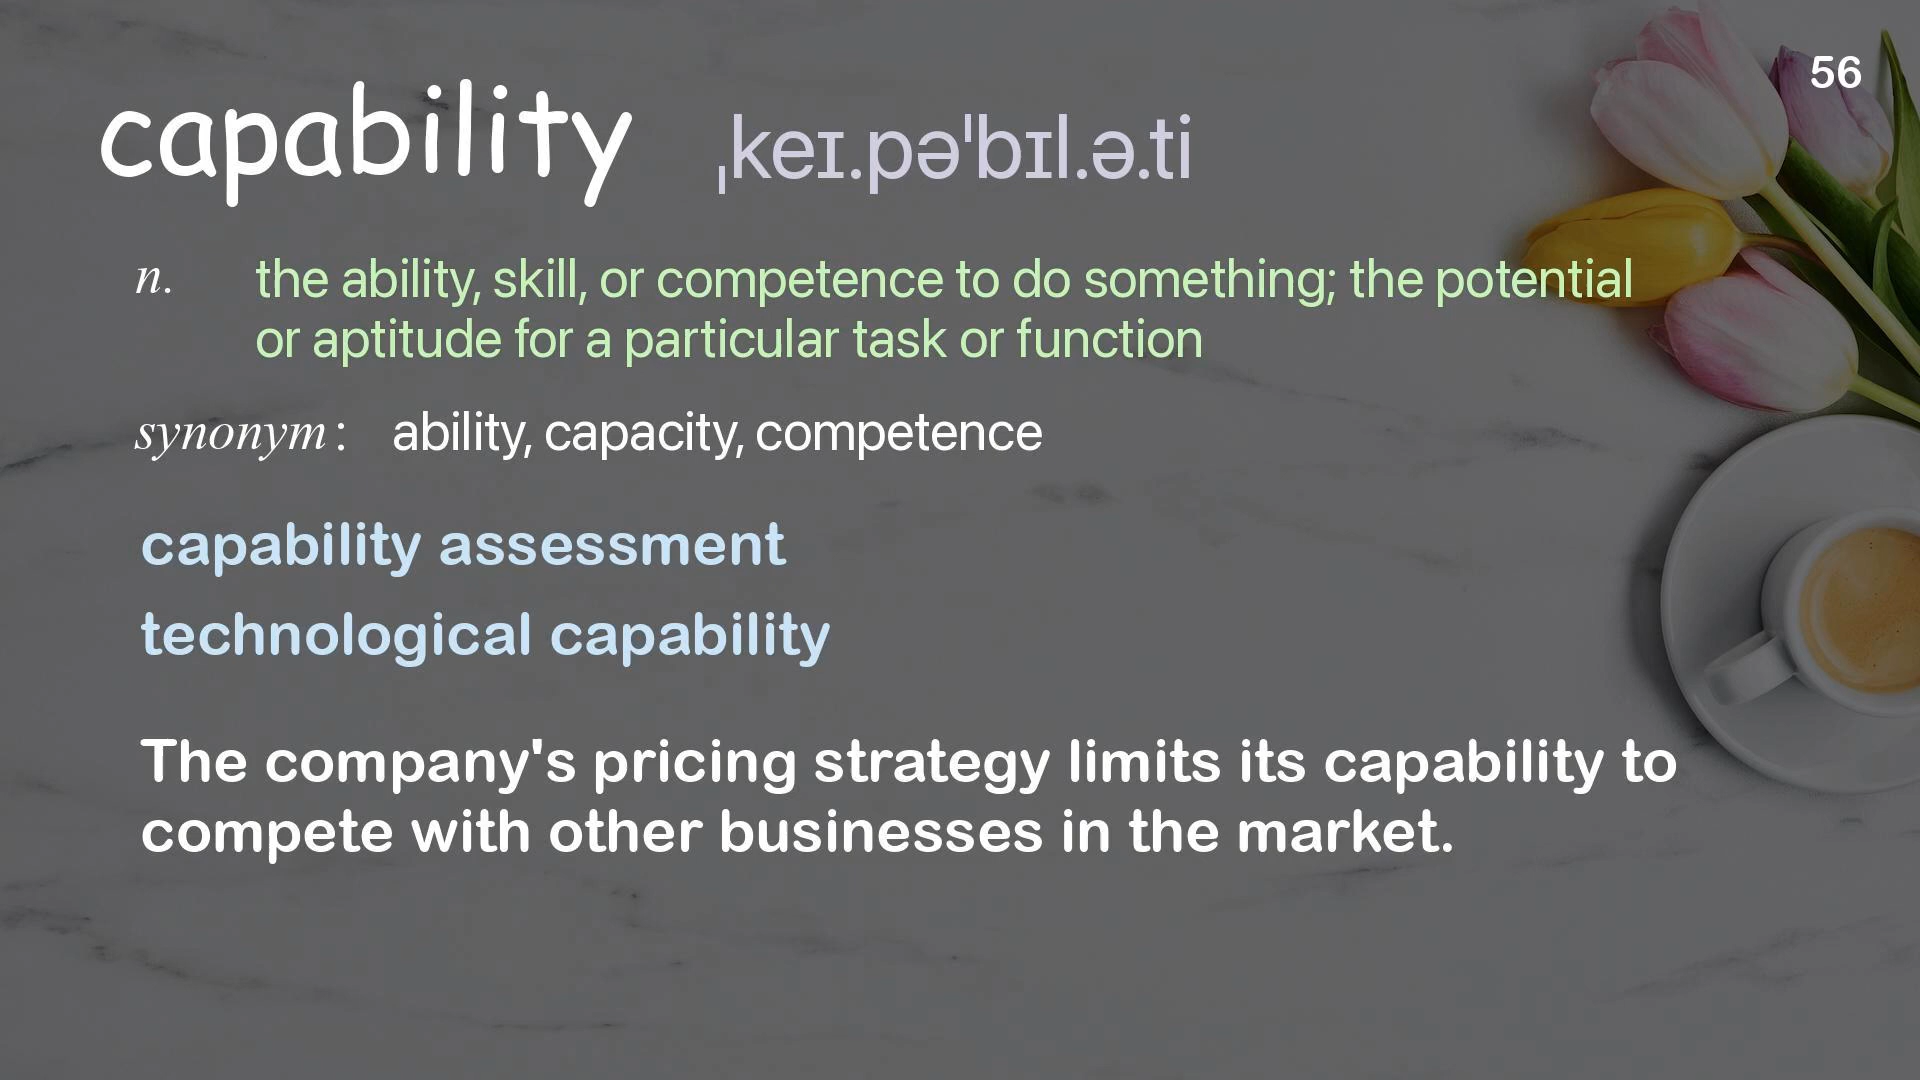 56
capability ˌkeɪ.pəˈbɪl.ə.ti
n. the ability, skill, or competence to do something; the potential
or aptitude for a particular task or function
synonym: ability, capacity, competence
capability assessment
technological capability
The company's pricing strategy limits its capability to
compete with other businesses in the market.